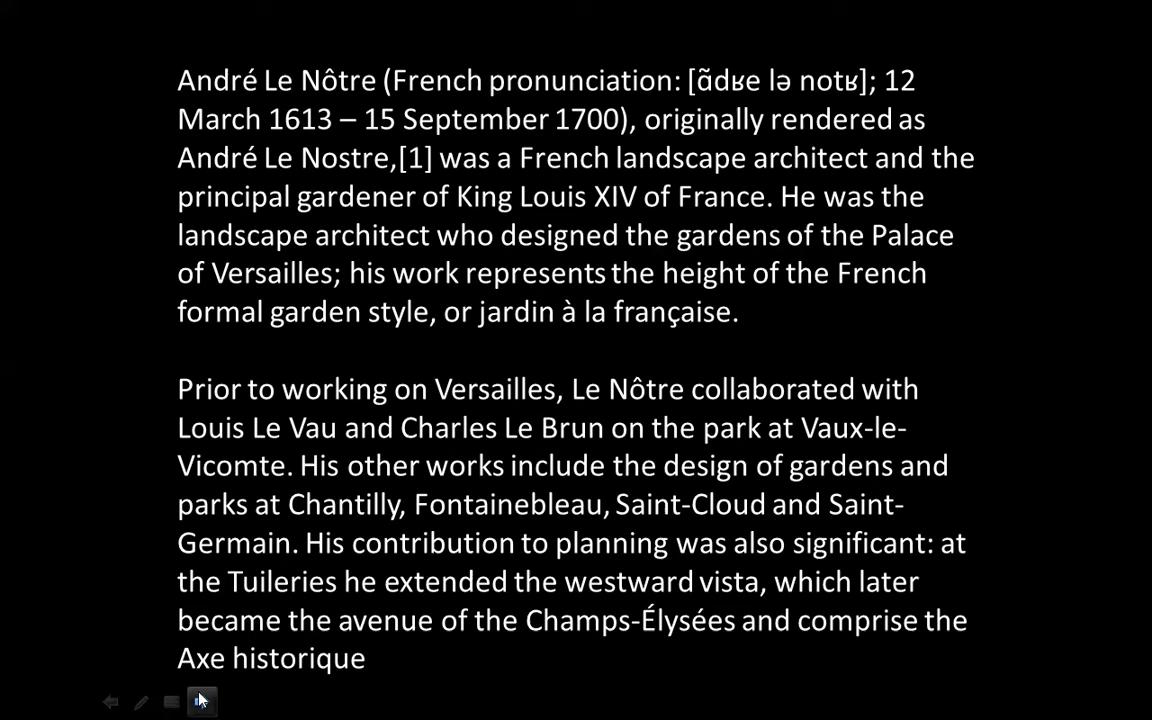 André Le Nôtre (French pronunciation: [ɑ̃dʁe lə notʁ]; 12
March 1613 – 15 September 1700), originally rendered as
André Le Nostre,[1] was a French landscape architect and the
principal gardener of King Louis XIV of France. He was the
landscape architect who designed the gardens of the Palace
of Versailles; his work represents the height of the French
formal garden style, or jardin à la française.
Prior to working on Versailles, Le Nôtre collaborated with
Louis Le Vau and Charles Le Brun on the park at Vaux-le-
Vicomte. His other works include the design of gardens and
parks at Chantilly, Fontainebleau, Saint-Cloud and Saint-
Germain. His contribution to planning was also significant: at
the Tuileries he extended the westward vista, which later
became the avenue of the Champs-Élysées and comprise the
Axe historique